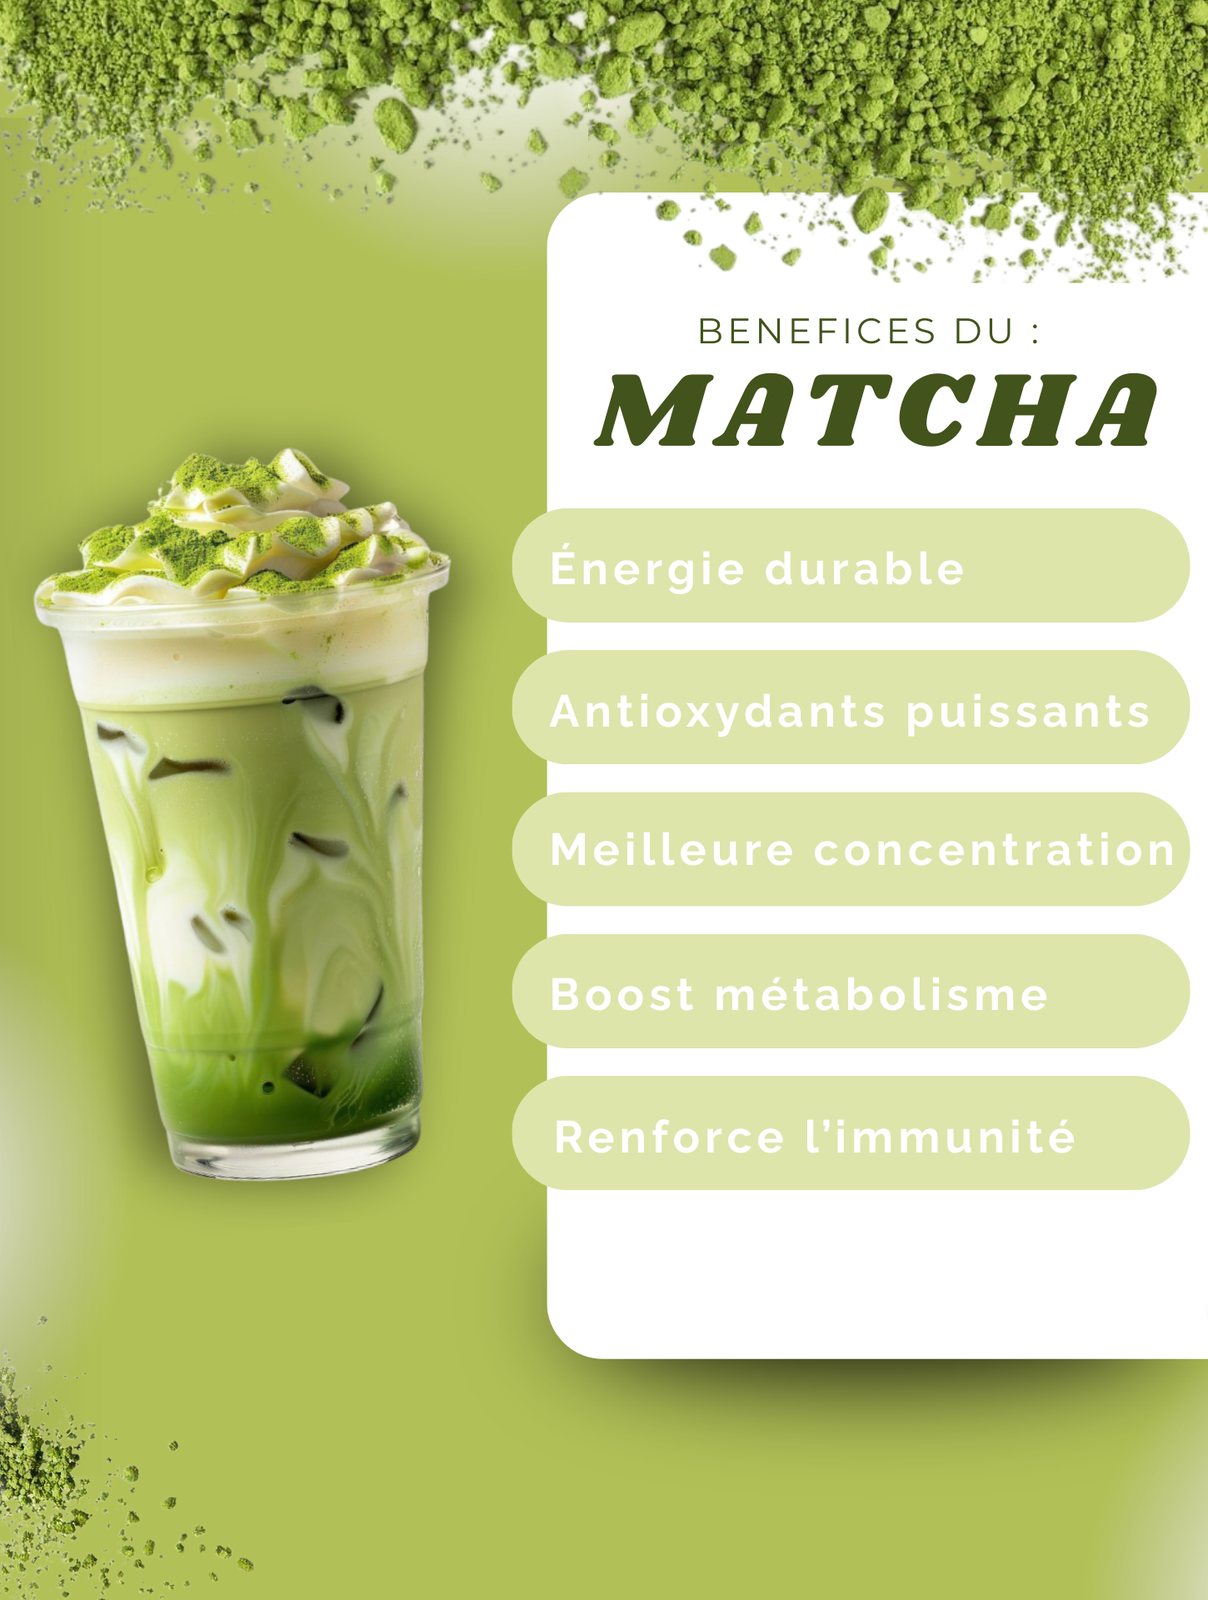 BENEFICES DU :
MATCHA
Énergie durable
Antioxydants puissants
Meilleure concentration
Boost métabolisme
Renforce l’immunité